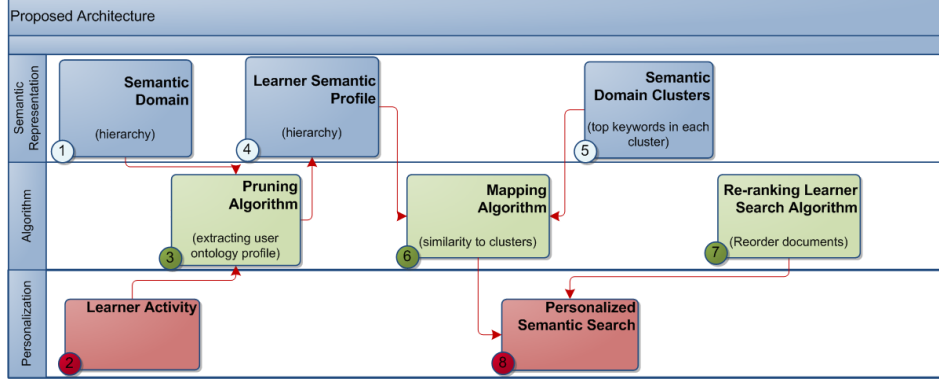 Proposed Architecture
Semantic
Representation
Semantic
Domain
(hierarchy)
1
Learner Semantic
Profile
(hierarchy)
4
Semantic
Domain Clusters
(top keywords in each
cluster)
5
Algorithm
Pruning
Algorithm
(extracting user
ontology profile)
3
Mapping
Algorithm
(similarity to clusters)
6
Re-ranking Learner
Search Algorithm
(Reorder documents)
7
Personalization
Learner Activity
2
Personalized
Semantic Search
8